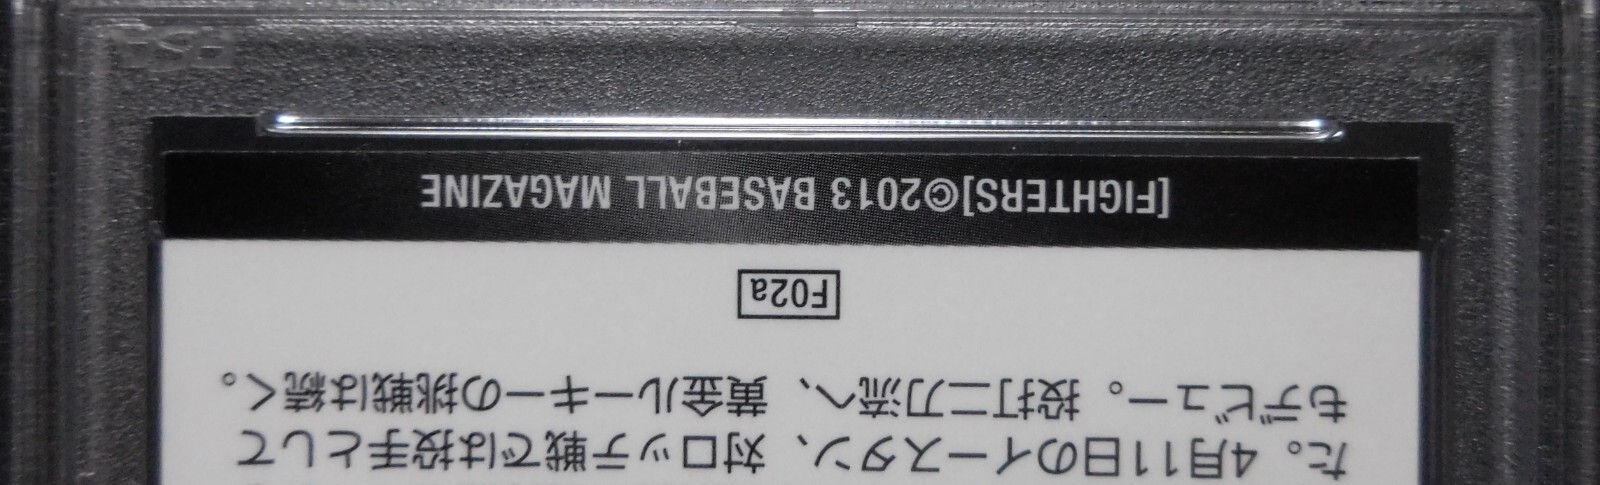 た。4月11日のイースタン、対ロッテ戦では投手として
もデビュー。投打二刀流へ、黄金ルーキーの挑戦は続く。
F02a
[FIGHTERS]©2013 BASEBALL MAGAZINE
PSA